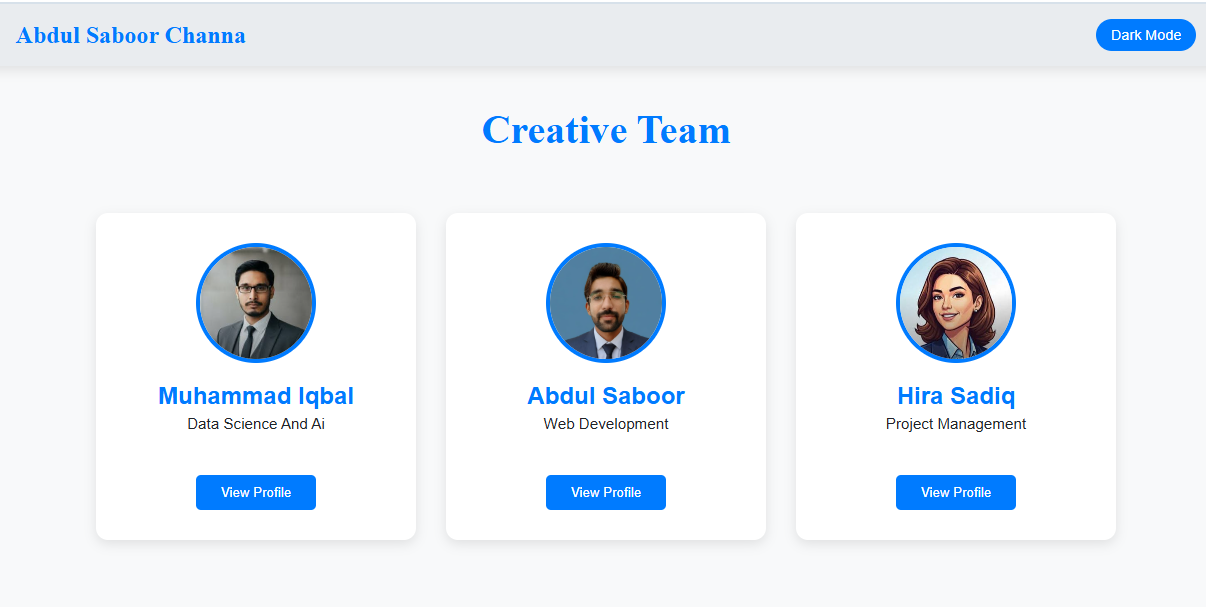 Abdul Saboor Channa
Dark Mode
Creative Team
Muhammad Iqbal
Data Science And Ai
View Profile
Abdul Saboor
Web Development
View Profile
Hira Sadiq
Project Management
View Profile